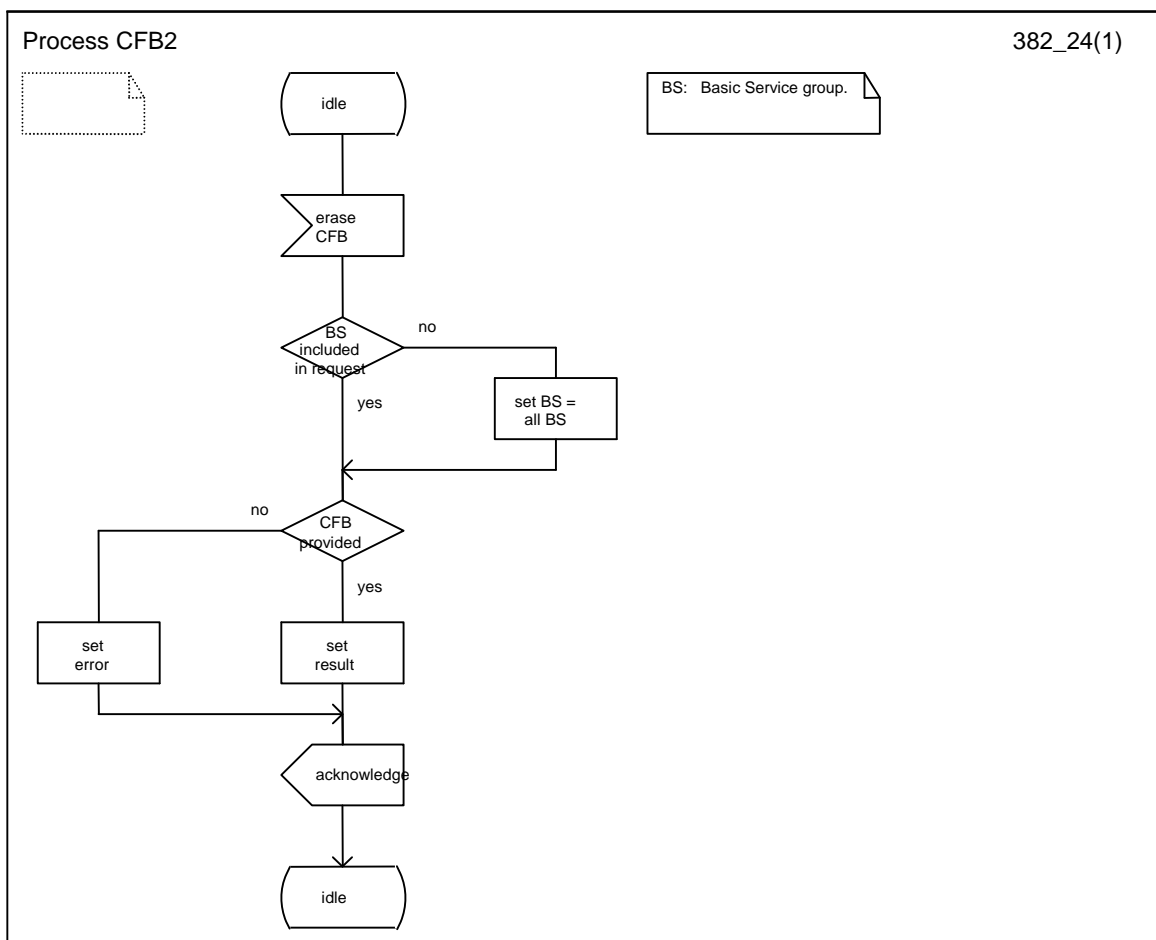 Process CFB2
382_24(1)
idle
BS: Basic Service group.
erase
CFB
BS
included
in request
no
yes
set BS =
all BS
no
CFB
provided
yes
set
error
set
result
acknowledge
idle